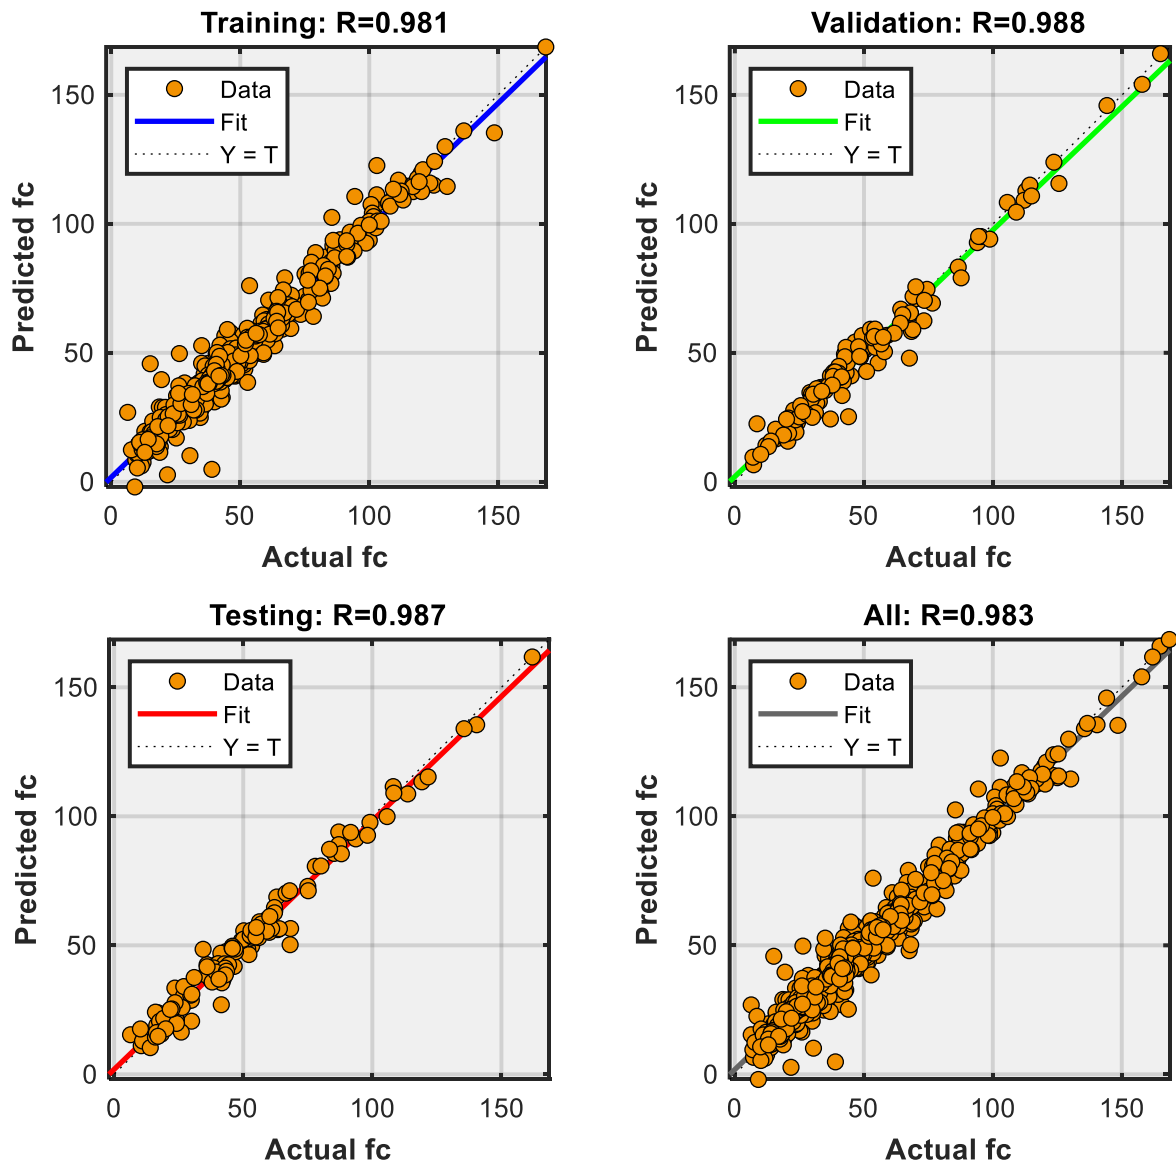 Training: R=0.981
Data
Fit
Y = T
150
100
50
0
0 50 100 150
Predicted fc
Actual fc
Validation: R=0.988
Data
Fit
Y = T
150
100
50
0
0 50 100 150
Predicted fc
Actual fc
Testing: R=0.987
Data
Fit
Y = T
150
100
50
0
0 50 100 150
Predicted fc
Actual fc
All: R=0.983
Data
Fit
Y = T
150
100
50
0
0 50 100 150
Predicted fc
Actual fc